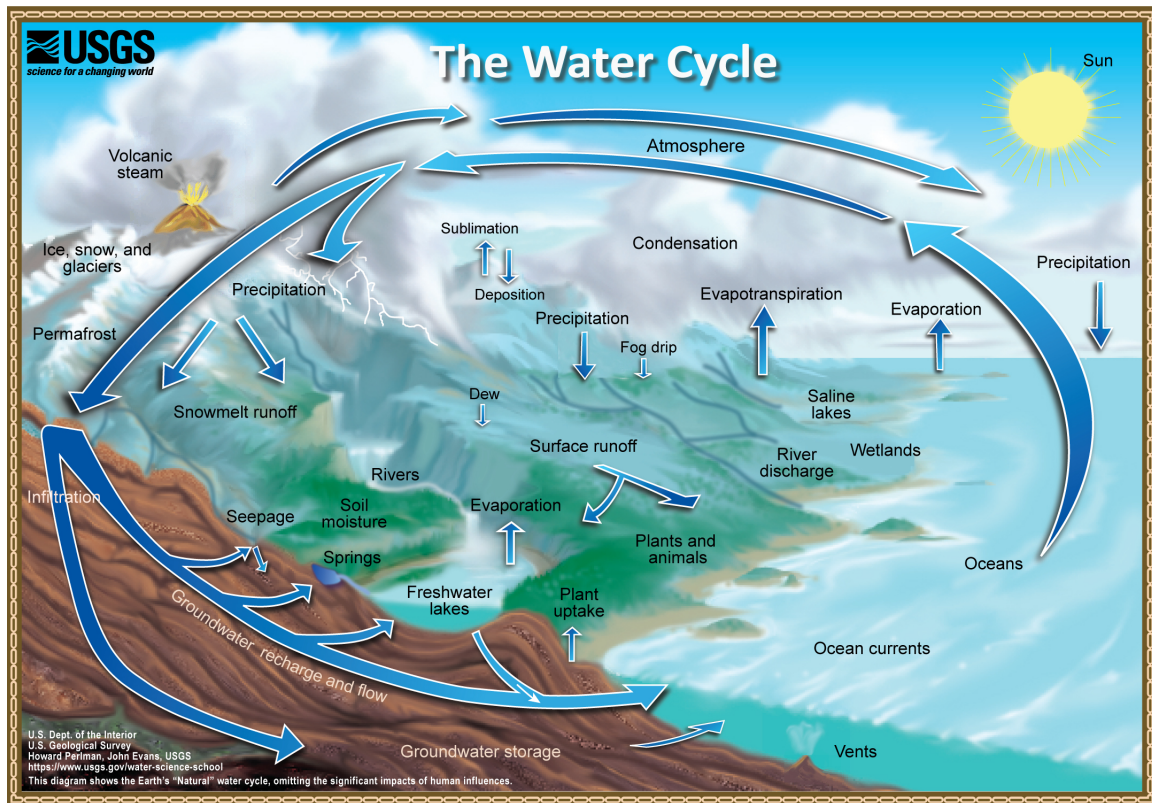 USGS
science for a changing world
The Water Cycle
Sun
Atmosphere
Volcanic
steam
Ice, snow, and
glaciers
Sublimation
Deposition
Condensation
Precipitation
Precipitation
Evapotranspiration
Evaporation
Precipitation
Permafrost
Fog drip
Dew
Snowmelt runoff
Saline
lakes
Surface runoff
River
discharge
Wetlands
Rivers
Infiltration
Seepage
Soil
moisture
Evaporation
Plants and
animals
Springs
Oceans
Freshwater
lakes
Plant
uptake
Groundwater recharge and flow
Ocean currents
Groundwater storage
Vents
U.S. Dept. of the Interior
U.S. Geological Survey
Howard Perlman, John Evans, USGS
https://www.usgs.gov/water-science-school
This diagram shows the Earth's “Natural” water cycle, omitting the significant impacts of human influences.